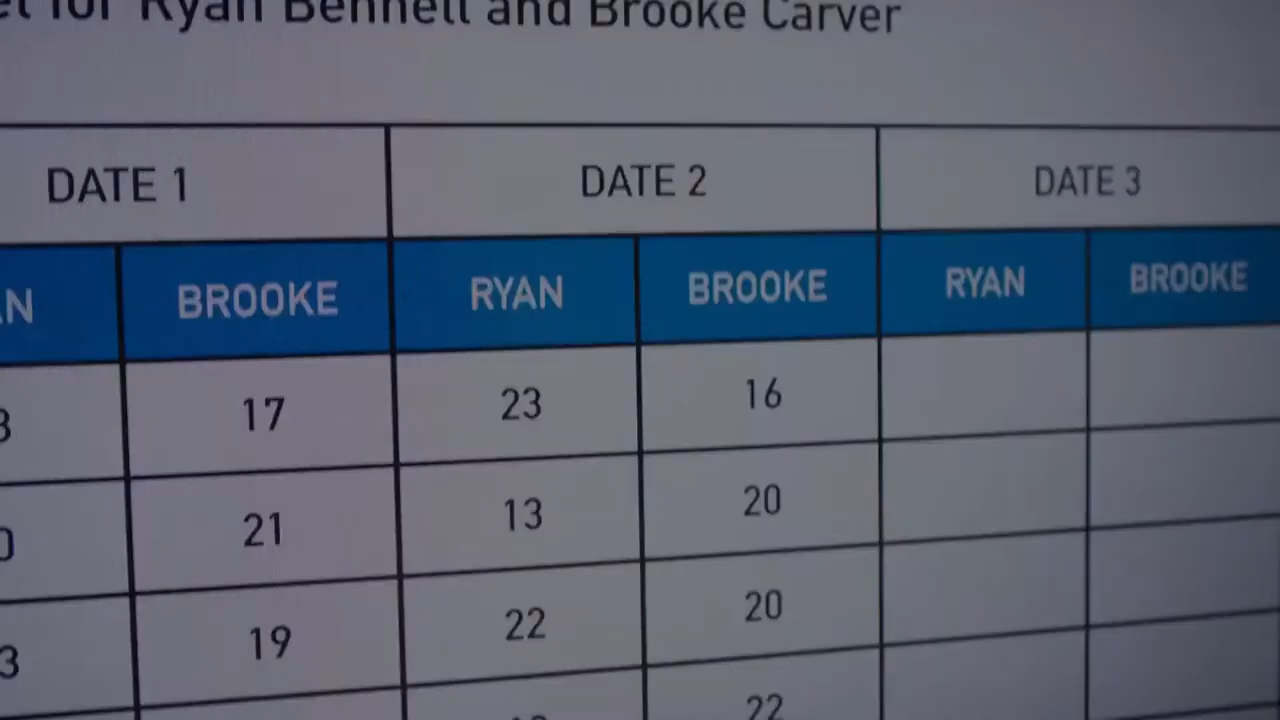 for Ryan Bennett and Brooke Carver
DATE 1 DATE 2 DATE 3
BROOKE RYAN BROOKE RYAN BROOKE
17 23 16
21 13 20
19 22 20
22